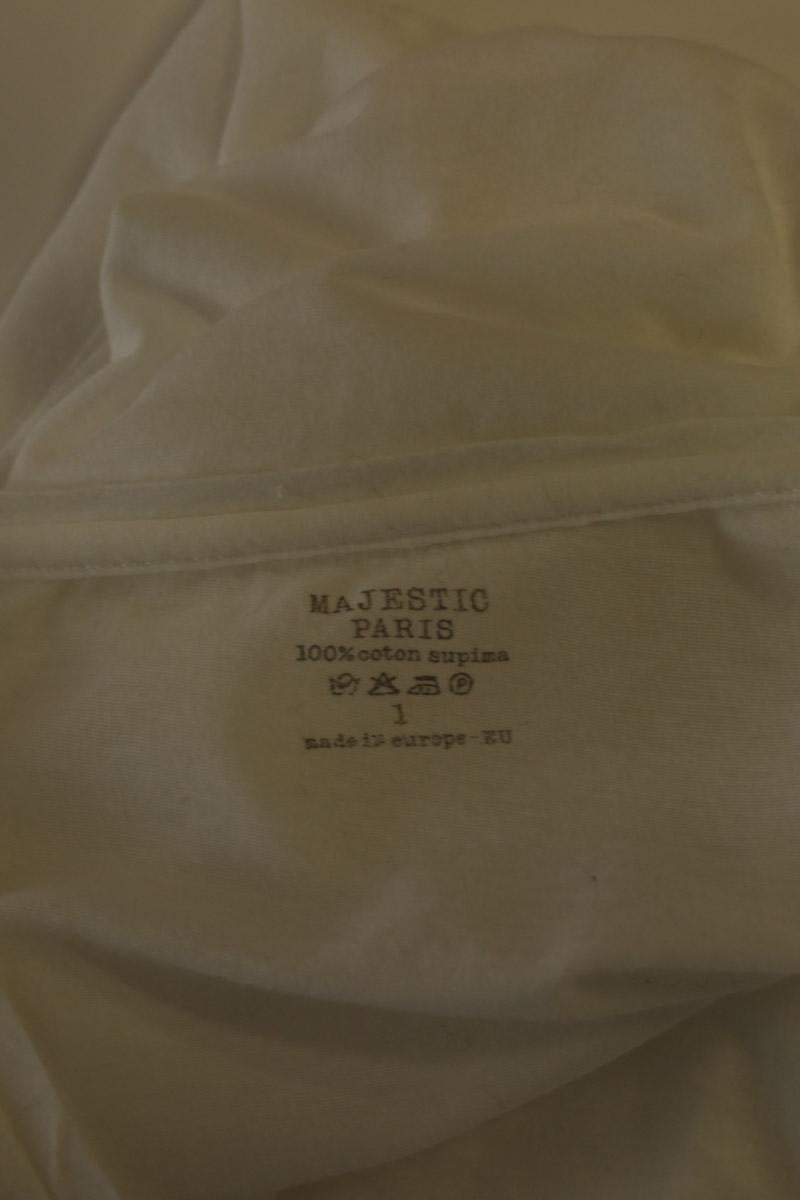 MAJESTIC
PARIS
100% coton supima
P
1
made in europe-EU